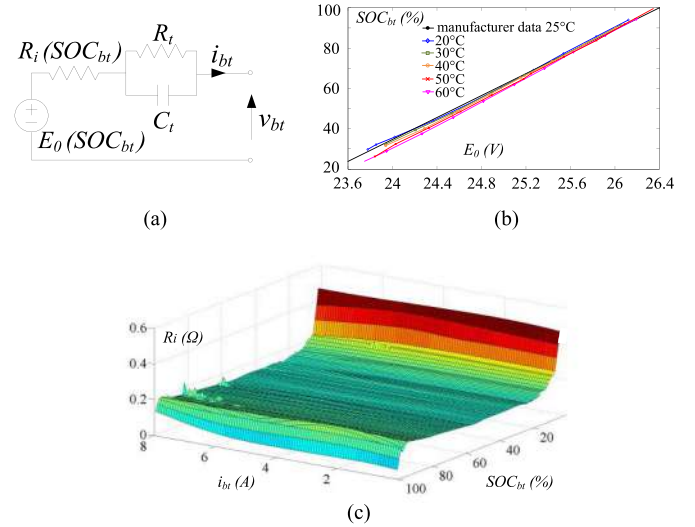 R_t
R_i (SOC_bt)
i_bt
C_t
v_bt
E_0 (SOC_bt)
(a)
SOC_bt (%)
100
80
60
40
20
manufacturer data 25°C
20°C
30°C
40°C
50°C
60°C
E_0 (V)
23.6 24 24.4 24.8 25.2 25.6 26 26.4
(b)
Ri (Ω)
0.6
0.4
0.2
0
8 6 4 2
i_bt (A)
100 80 60 40 20
SOC_bt (%)
(c)